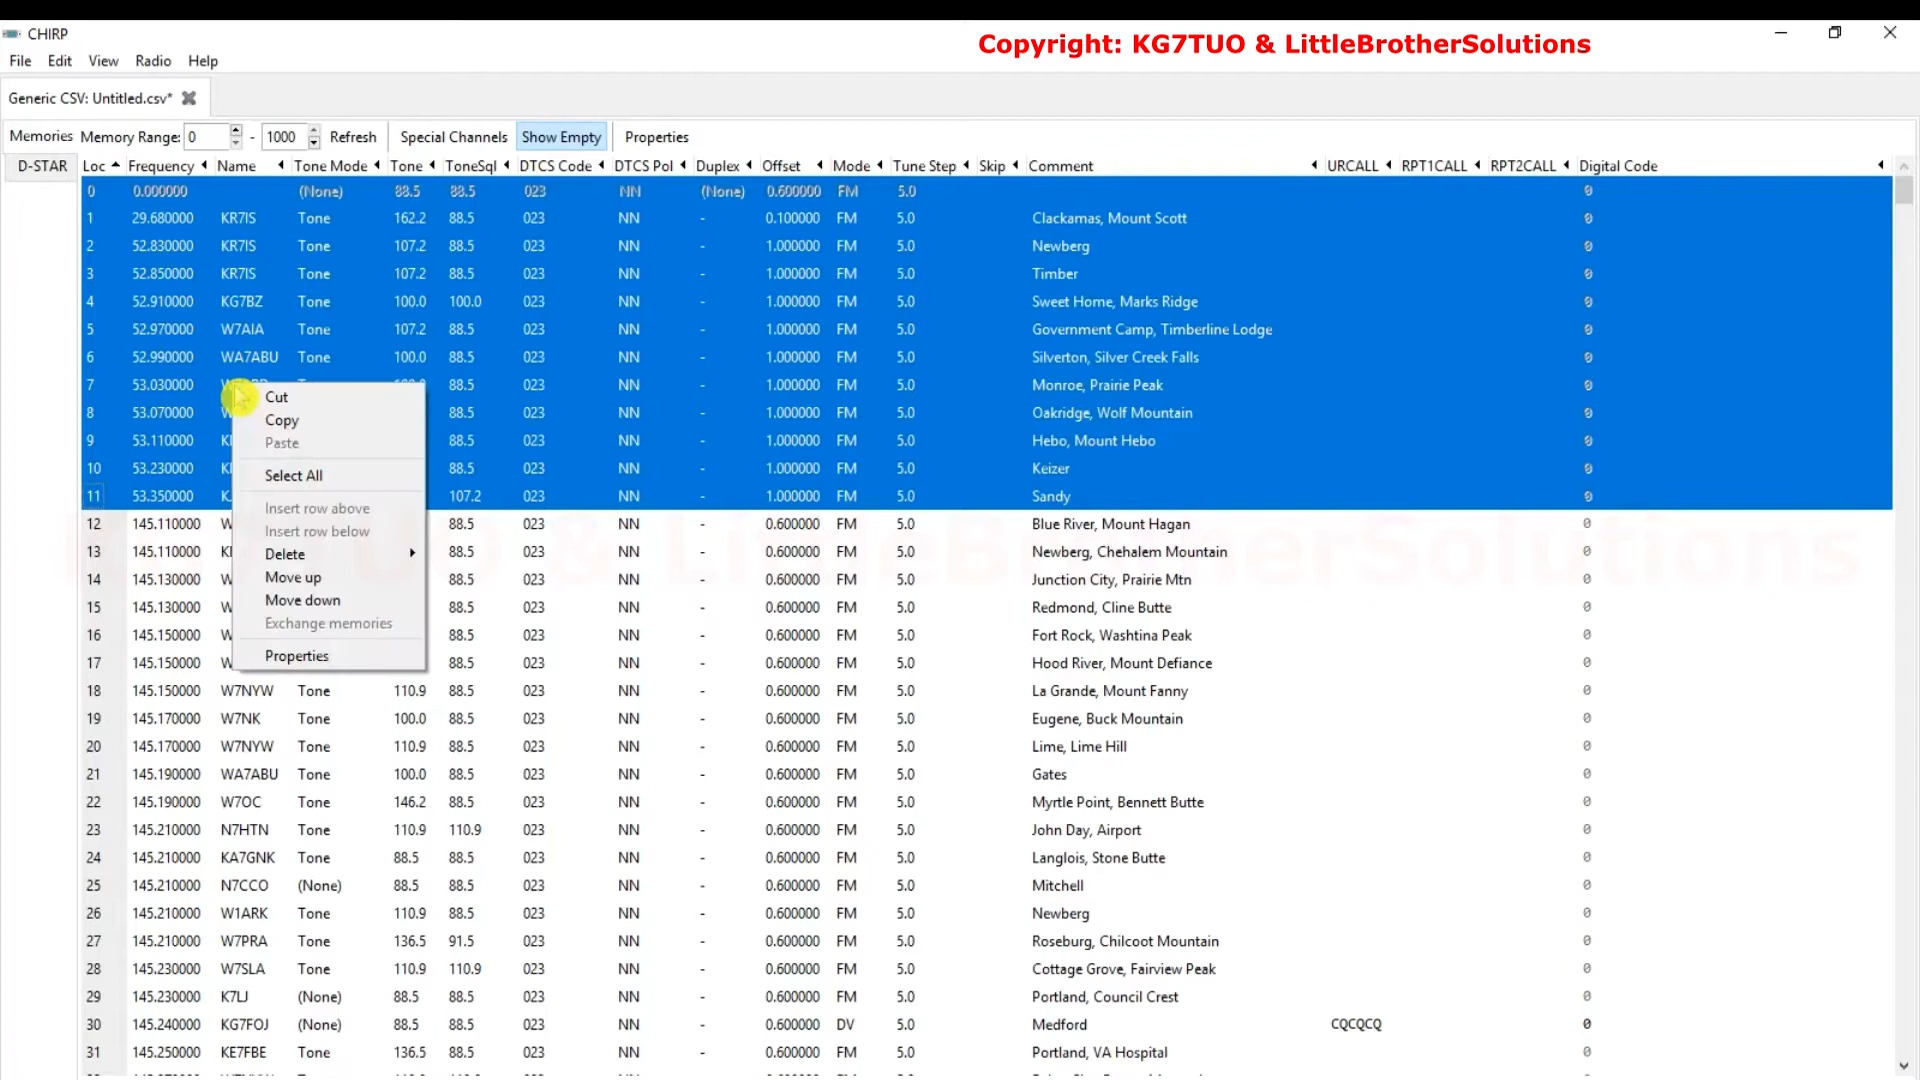 CHIRP
Copyright: KG7TUO & LittleBrotherSolutions
File Edit View Radio Help
Generic CSV: Untitled.csv*
Memories Memory Range: 0 - 1000 Refresh Special Channels Show Empty Properties
D-STAR Loc Frequency Name Tone Mode Tone ToneSql DTCS Code DTCS Pol Duplex Offset Mode Tune Step Skip Comment URCALL RPT1CALL RPT2CALL Digital Code
0 0.000000 (None) 88.5 88.5 023 NN (None) 0.600000 FM 5.0 0
1 29.680000 KR7IS Tone 162.2 88.5 023 NN - 0.100000 FM 5.0 Clackamas, Mount Scott 0
2 52.830000 KR7IS Tone 107.2 88.5 023 NN - 1.000000 FM 5.0 Newberg 0
3 52.850000 KR7IS Tone 107.2 88.5 023 NN - 1.000000 FM 5.0 Timber 0
4 52.910000 KG7BZ Tone 100.0 100.0 023 NN - 1.000000 FM 5.0 Sweet Home, Marks Ridge 0
5 52.970000 W7AIA Tone 107.2 88.5 023 NN - 1.000000 FM 5.0 Government Camp, Timberline Lodge 0
6 52.990000 WA7ABU Tone 100.0 88.5 023 NN - 1.000000 FM 5.0 Silverton, Silver Creek Falls 0
7 53.030000 88.5 023 NN - 1.000000 FM 5.0 Monroe, Prairie Peak 0
8 53.070000 88.5 023 NN - 1.000000 FM 5.0 Oakridge, Wolf Mountain 0
9 53.110000 88.5 023 NN - 1.000000 FM 5.0 Hebo, Mount Hebo 0
10 53.230000 88.5 023 NN - 1.000000 FM 5.0 Keizer 0
11 53.350000 107.2 023 NN - 1.000000 FM 5.0 Sandy 0
12 145.110000 88.5 023 NN - 0.600000 FM 5.0 Blue River, Mount Hagan 0
13 145.110000 88.5 023 NN - 0.600000 FM 5.0 Newberg, Chehalem Mountain 0
14 145.130000 88.5 023 NN - 0.600000 FM 5.0 Junction City, Prairie Mtn 0
15 145.130000 88.5 023 NN - 0.600000 FM 5.0 Redmond, Cline Butte 0
16 145.150000 88.5 023 NN - 0.600000 FM 5.0 Fort Rock, Washtina Peak 0
17 145.150000 88.5 023 NN - 0.600000 FM 5.0 Hood River, Mount Defiance 0
18 145.150000 W7NYW Tone 110.9 88.5 023 NN - 0.600000 FM 5.0 La Grande, Mount Fanny 0
19 145.170000 W7NK Tone 100.0 88.5 023 NN - 0.600000 FM 5.0 Eugene, Buck Mountain 0
20 145.170000 W7NYW Tone 110.9 88.5 023 NN - 0.600000 FM 5.0 Lime, Lime Hill 0
21 145.190000 WA7ABU Tone 100.0 88.5 023 NN - 0.600000 FM 5.0 Gates 0
22 145.190000 W7OC Tone 146.2 88.5 023 NN - 0.600000 FM 5.0 Myrtle Point, Bennett Butte 0
23 145.210000 N7HTN Tone 110.9 110.9 023 NN - 0.600000 FM 5.0 John Day, Airport 0
24 145.210000 KA7GNK Tone 88.5 88.5 023 NN - 0.600000 FM 5.0 Langlois, Stone Butte 0
25 145.210000 N7CCO (None) 88.5 88.5 023 NN - 0.600000 FM 5.0 Mitchell 0
26 145.210000 W1ARK Tone 110.9 88.5 023 NN - 0.600000 FM 5.0 Newberg 0
27 145.210000 W7PRA Tone 136.5 91.5 023 NN - 0.600000 FM 5.0 Roseburg, Chilcoot Mountain 0
28 145.230000 W7SLA Tone 110.9 110.9 023 NN - 0.600000 FM 5.0 Cottage Grove, Fairview Peak 0
29 145.230000 K7LJ (None) 88.5 88.5 023 NN - 0.600000 FM 5.0 Portland, Council Crest 0
30 145.240000 KG7FOJ (None) 88.5 88.5 023 NN - 0.600000 DV 5.0 Medford CQCQCQ 0
31 145.250000 KE7FBE Tone 136.5 88.5 023 NN - 0.600000 FM 5.0 Portland, VA Hospital 0
Cut
Copy
Paste
Select All
Insert row above
Insert row below
Delete
Move up
Move down
Exchange memories
Properties
KG7TUO & LittleBrotherSolutions